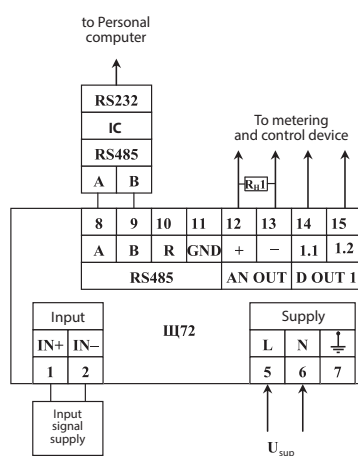 to Personal
computer
RS232
IC
RS485
A B
To metering
and control device
R_H1
8 9 10 11 12 13 14 15
A B R GND + − 1.1 1.2
RS485 AN OUT D OUT 1
Input
IN+ IN−
1 2
Щ72
Supply
L N
5 6 7
Input
signal
supply
U_sup